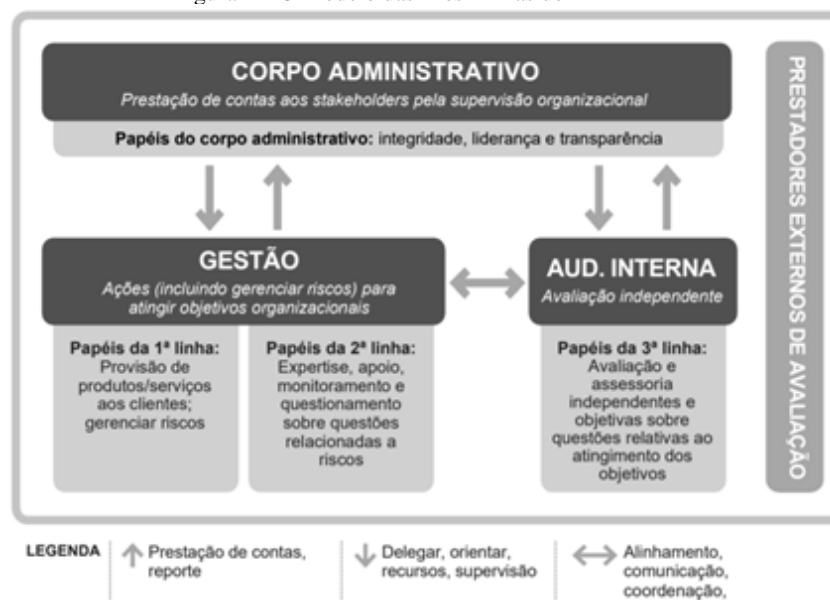 CORPO ADMINISTRATIVO
Prestação de contas aos stakeholders pela supervisão organizacional
Papéis do corpo administrativo: integridade, liderança e transparência
GESTÃO
Ações (incluindo gerenciar riscos) para
atingir objetivos organizacionais
Papéis da 1ª linha:
Provisão de
produtos/serviços
aos clientes;
gerenciar riscos
Papéis da 2ª linha:
Expertise, apoio,
monitoramento e
questionamento
sobre questões
relacionadas a
riscos
AUD. INTERNA
Avaliação independente
Papéis da 3ª linha:
Avaliação e
assessoria
independentes e
objetivas sobre
questões relativas ao
atingimento dos
objetivos
PRESTADORES EXTERNOS DE AVALIAÇÃO
LEGENDA
Prestação de contas,
reporte
Delegar, orientar,
recursos, supervisão
Alinhamento,
comunicação,
coordenação,